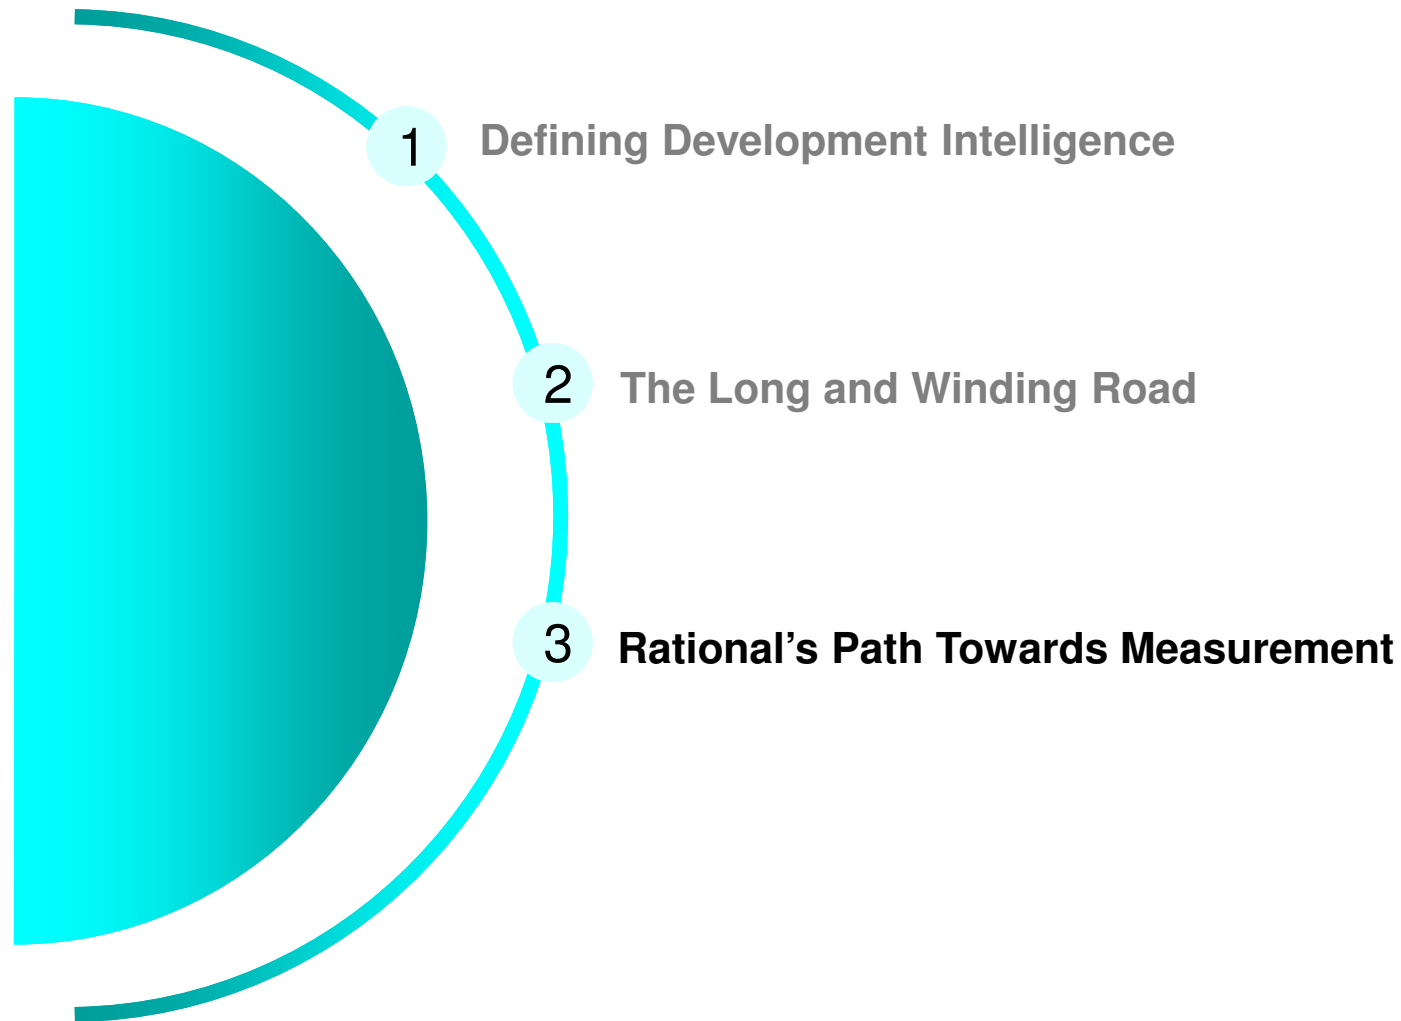 1 Defining Development Intelligence
2 The Long and Winding Road
3 Rational’s Path Towards Measurement